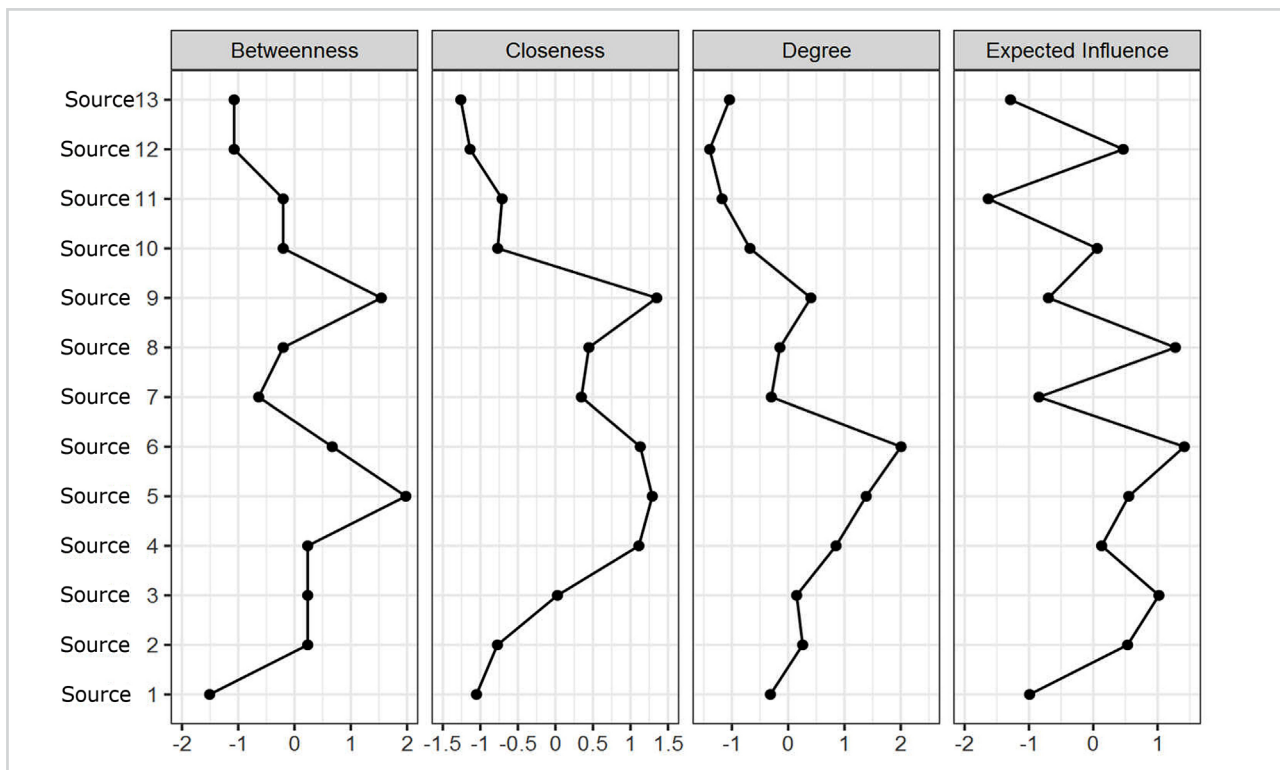 Betweenness Closeness Degree Expected Influence
Source13
Source 12
Source 11
Source 10
Source 9
Source 8
Source 7
Source 6
Source 5
Source 4
Source 3
Source 2
Source 1
-2 -1 0 1 2 -1.5 -1 -0.5 0 0.5 1 1.5 -1 0 1 2 -2 -1 0 1